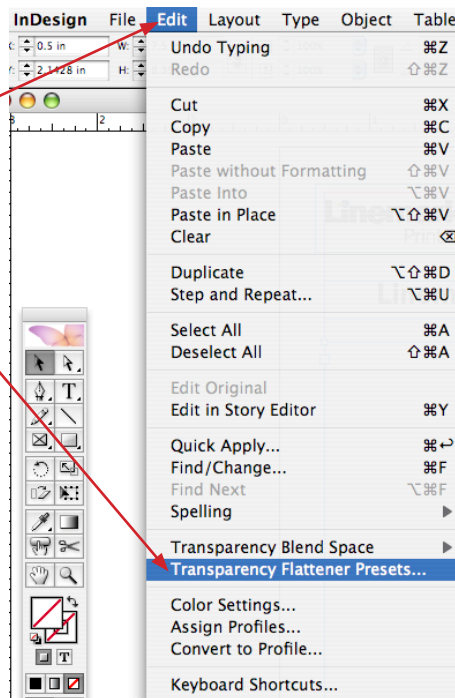 InDesign File Edit Layout Type Object Table
X: 0.5 in W:
Y: 2.1428 in H:
Undo Typing ⌘Z
Redo ⇧⌘Z
2
Cut ⌘X
Copy ⌘C
Paste ⌘V
Paste without Formatting ⇧⌘V
Paste Into ⌥⌘V
Paste in Place ⌥⇧⌘V
Clear ⌫
Duplicate ⌥⇧⌘D
Step and Repeat... ⌥⌘U
Select All ⌘A
Deselect All ⇧⌘A
Edit Original
Edit in Story Editor ⌘Y
Quick Apply... ⌘↩
Find/Change... ⌘F
Find Next ⌥⌘F
Spelling
Transparency Blend Space
Transparency Flattener Presets...
Color Settings...
Assign Profiles...
Convert to Profile...
Keyboard Shortcuts...
T
T